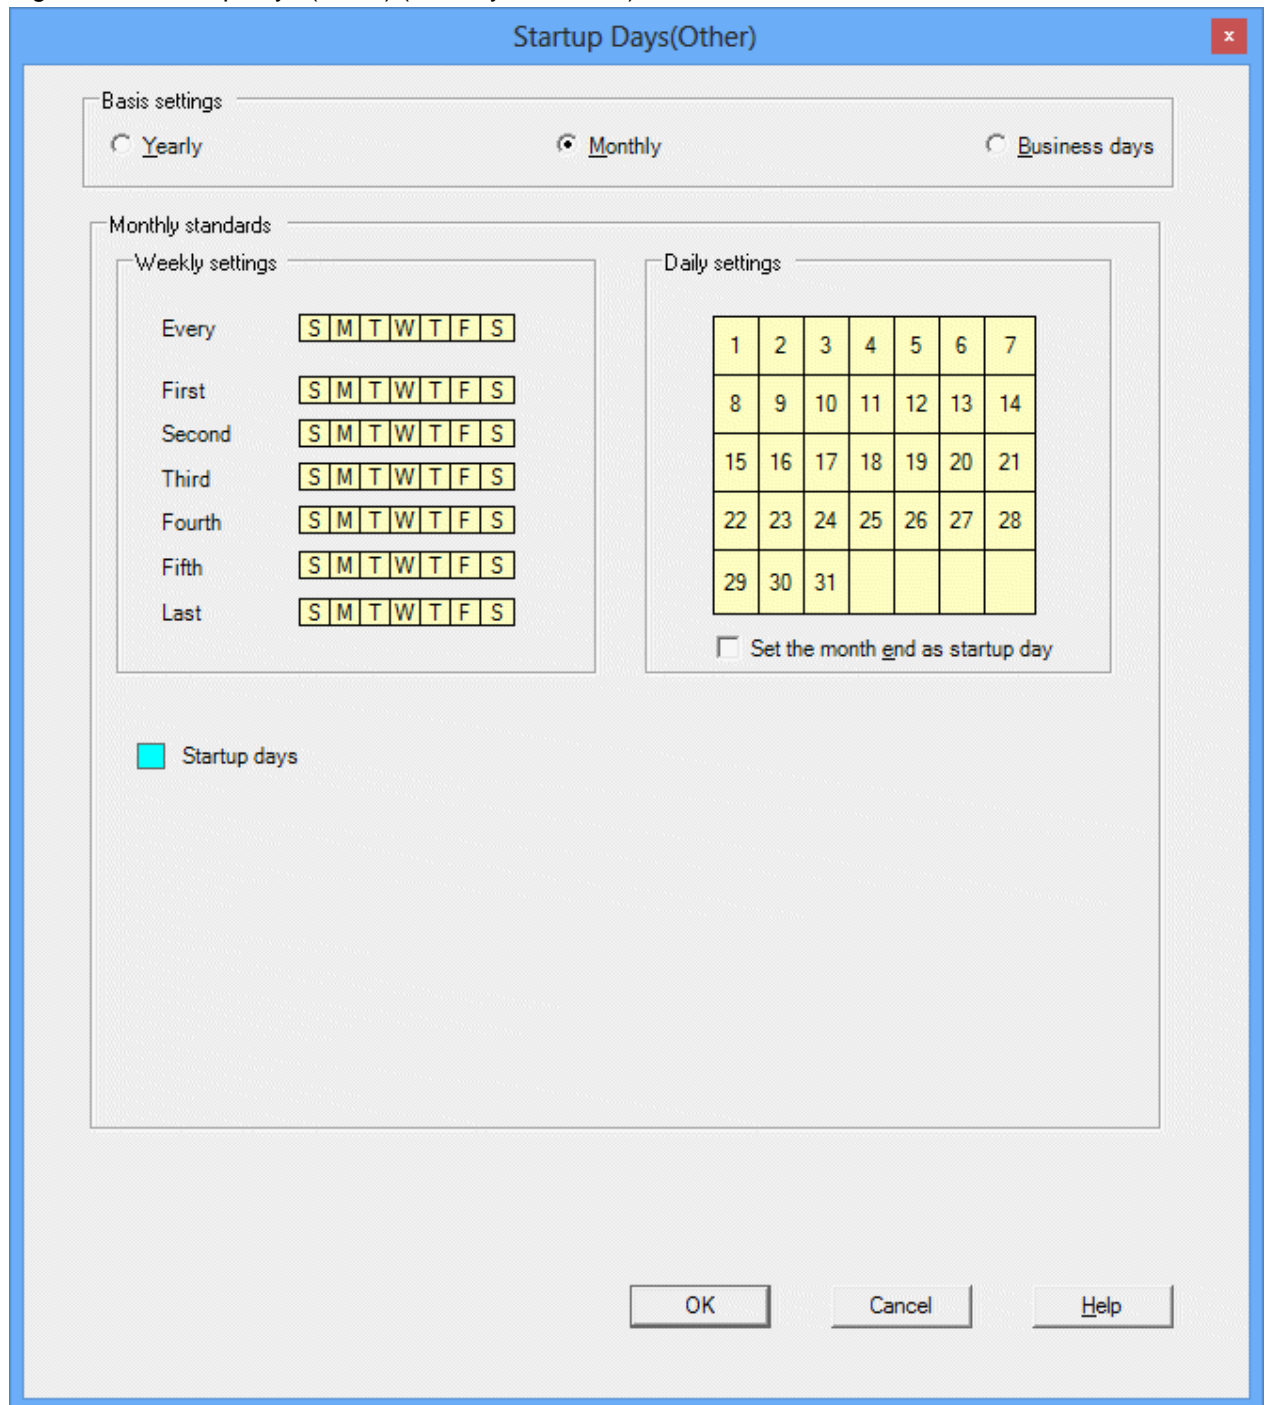 Startup Days(Other)
x
Basis settings
Yearly Monthly Business days
Monthly standards
Weekly settings
Every S M T W T F S
First S M T W T F S
Second S M T W T F S
Third S M T W T F S
Fourth S M T W T F S
Fifth S M T W T F S
Last S M T W T F S
Daily settings
1 2 3 4 5 6 7
8 9 10 11 12 13 14
15 16 17 18 19 20 21
22 23 24 25 26 27 28
29 30 31
Set the month end as startup day
Startup days
OK Cancel Help